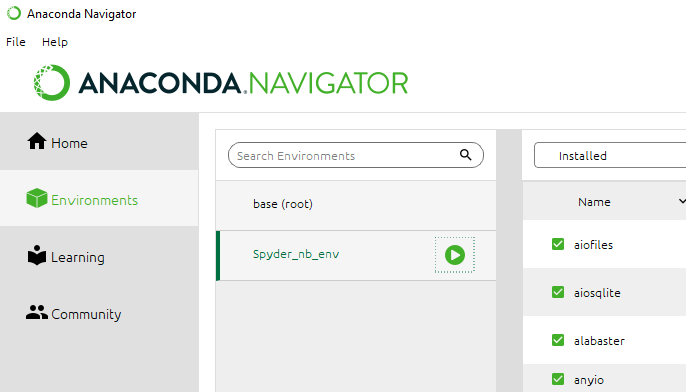 Anaconda Navigator
File Help
ANACONDA.NAVIGATOR
Home
Environments
Learning
Community
Search Environments
base (root)
Spyder_nb_env
Installed
Name
aiofiles
aiosqlite
alabaster
anyio